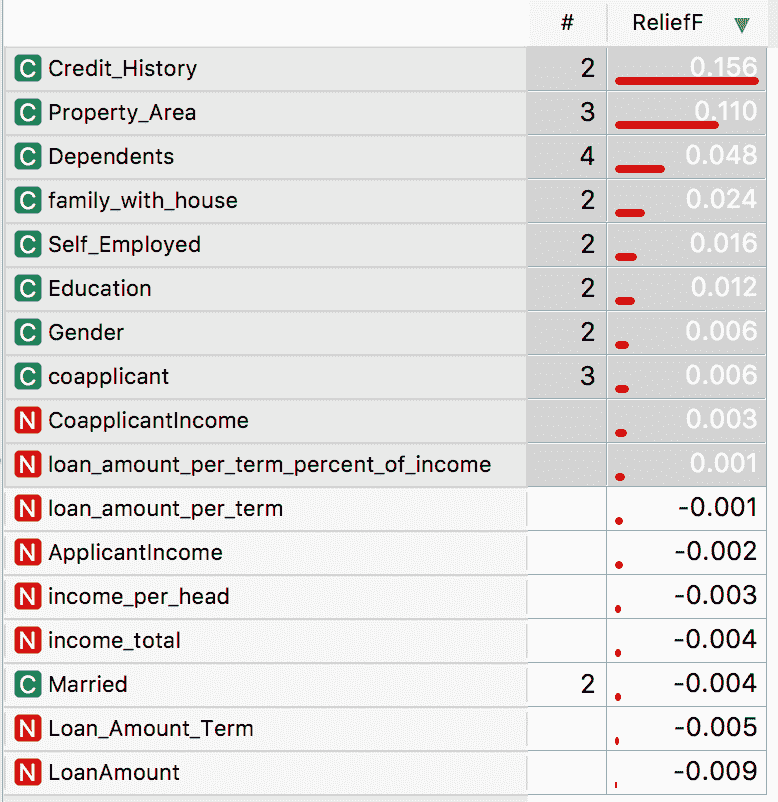 # ReliefF
C Credit_History 2 0.156
C Property_Area 3 0.110
C Dependents 4 0.048
C family_with_house 2 0.024
C Self_Employed 2 0.016
C Education 2 0.012
C Gender 2 0.006
C coapplicant 3 0.006
N CoapplicantIncome 0.003
N loan_amount_per_term_percent_of_income 0.001
N loan_amount_per_term -0.001
N ApplicantIncome -0.002
N income_per_head -0.003
N income_total -0.004
C Married 2 -0.004
N Loan_Amount_Term -0.005
N LoanAmount -0.009